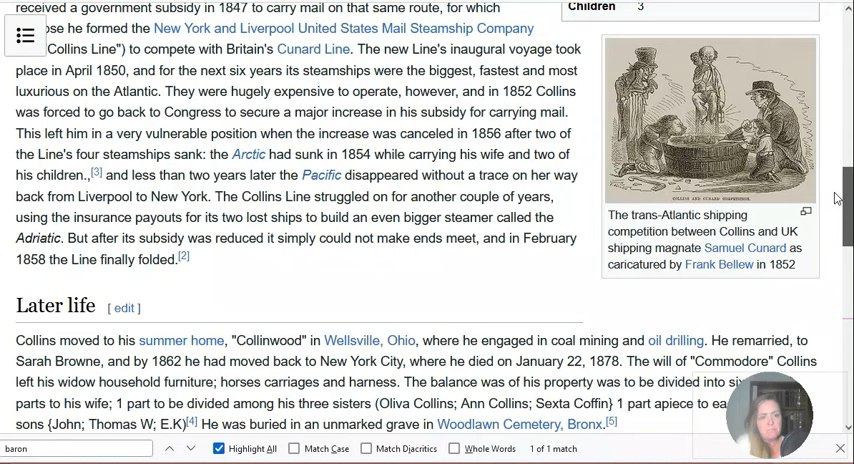 received a government subsidy in 1847 to carry mail on that same route, for which
ose he formed the New York and Liverpool United States Mail Steamship Company
Collins Line") to compete with Britain's Cunard Line. The new Line's inaugural voyage took
place in April 1850, and for the next six years its steamships were the biggest, fastest and most
luxurious on the Atlantic. They were hugely expensive to operate, however, and in 1852 Collins
was forced to go back to Congress to secure a major increase in his subsidy for carrying mail.
This left him in a very vulnerable position when the increase was canceled in 1856 after two of
the Line's four steamships sank: the Arctic had sunk in 1854 while carrying his wife and two of
his children.,[3] and less than two years later the Pacific disappeared without a trace on her way
back from Liverpool to New York. The Collins Line struggled on for another couple of years,
using the insurance payouts for its two lost ships to build an even bigger steamer called the
Adriatic. But after its subsidy was reduced it simply could not make ends meet, and in February
1858 the Line finally folded.[2]
Children 3
COLLINS AND CUNARD
The trans-Atlantic shipping
competition between Collins and UK
shipping magnate Samuel Cunard as
caricatured by Frank Bellew in 1852
Later life [ edit ]
Collins moved to his summer home, "Collinwood" in Wellsville, Ohio, where he engaged in coal mining and oil drilling. He remarried, to
Sarah Browne, and by 1862 he had moved back to New York City, where he died on January 22, 1878. The will of "Commodore" Collins
left his widow household furniture; horses carriages and harness. The balance was of his property was to be divided into si
parts to his wife; 1 part to be divided among his three sisters (Oliva Collins; Ann Collins; Sexta Coffin} 1 part apiece to ea
sons {John; Thomas W; E.K)[4] He was buried in an unmarked grave in Woodlawn Cemetery, Bronx.[5]
baron
Highlight All
Match Case
Match Diacritics
Whole Words
1 of 1 match